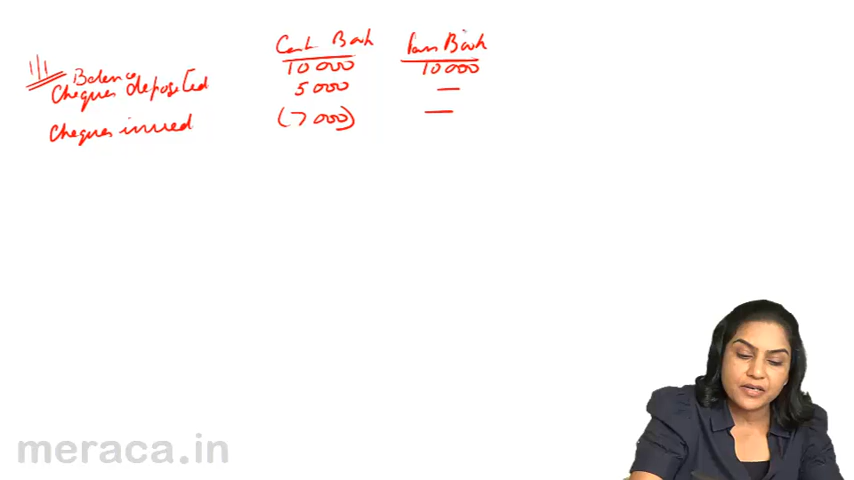 Cash Book Pass Book
1/1 Balance 10000 10000
Cheques deposited 5000 —
Cheques issued (7000) —
meraca.in